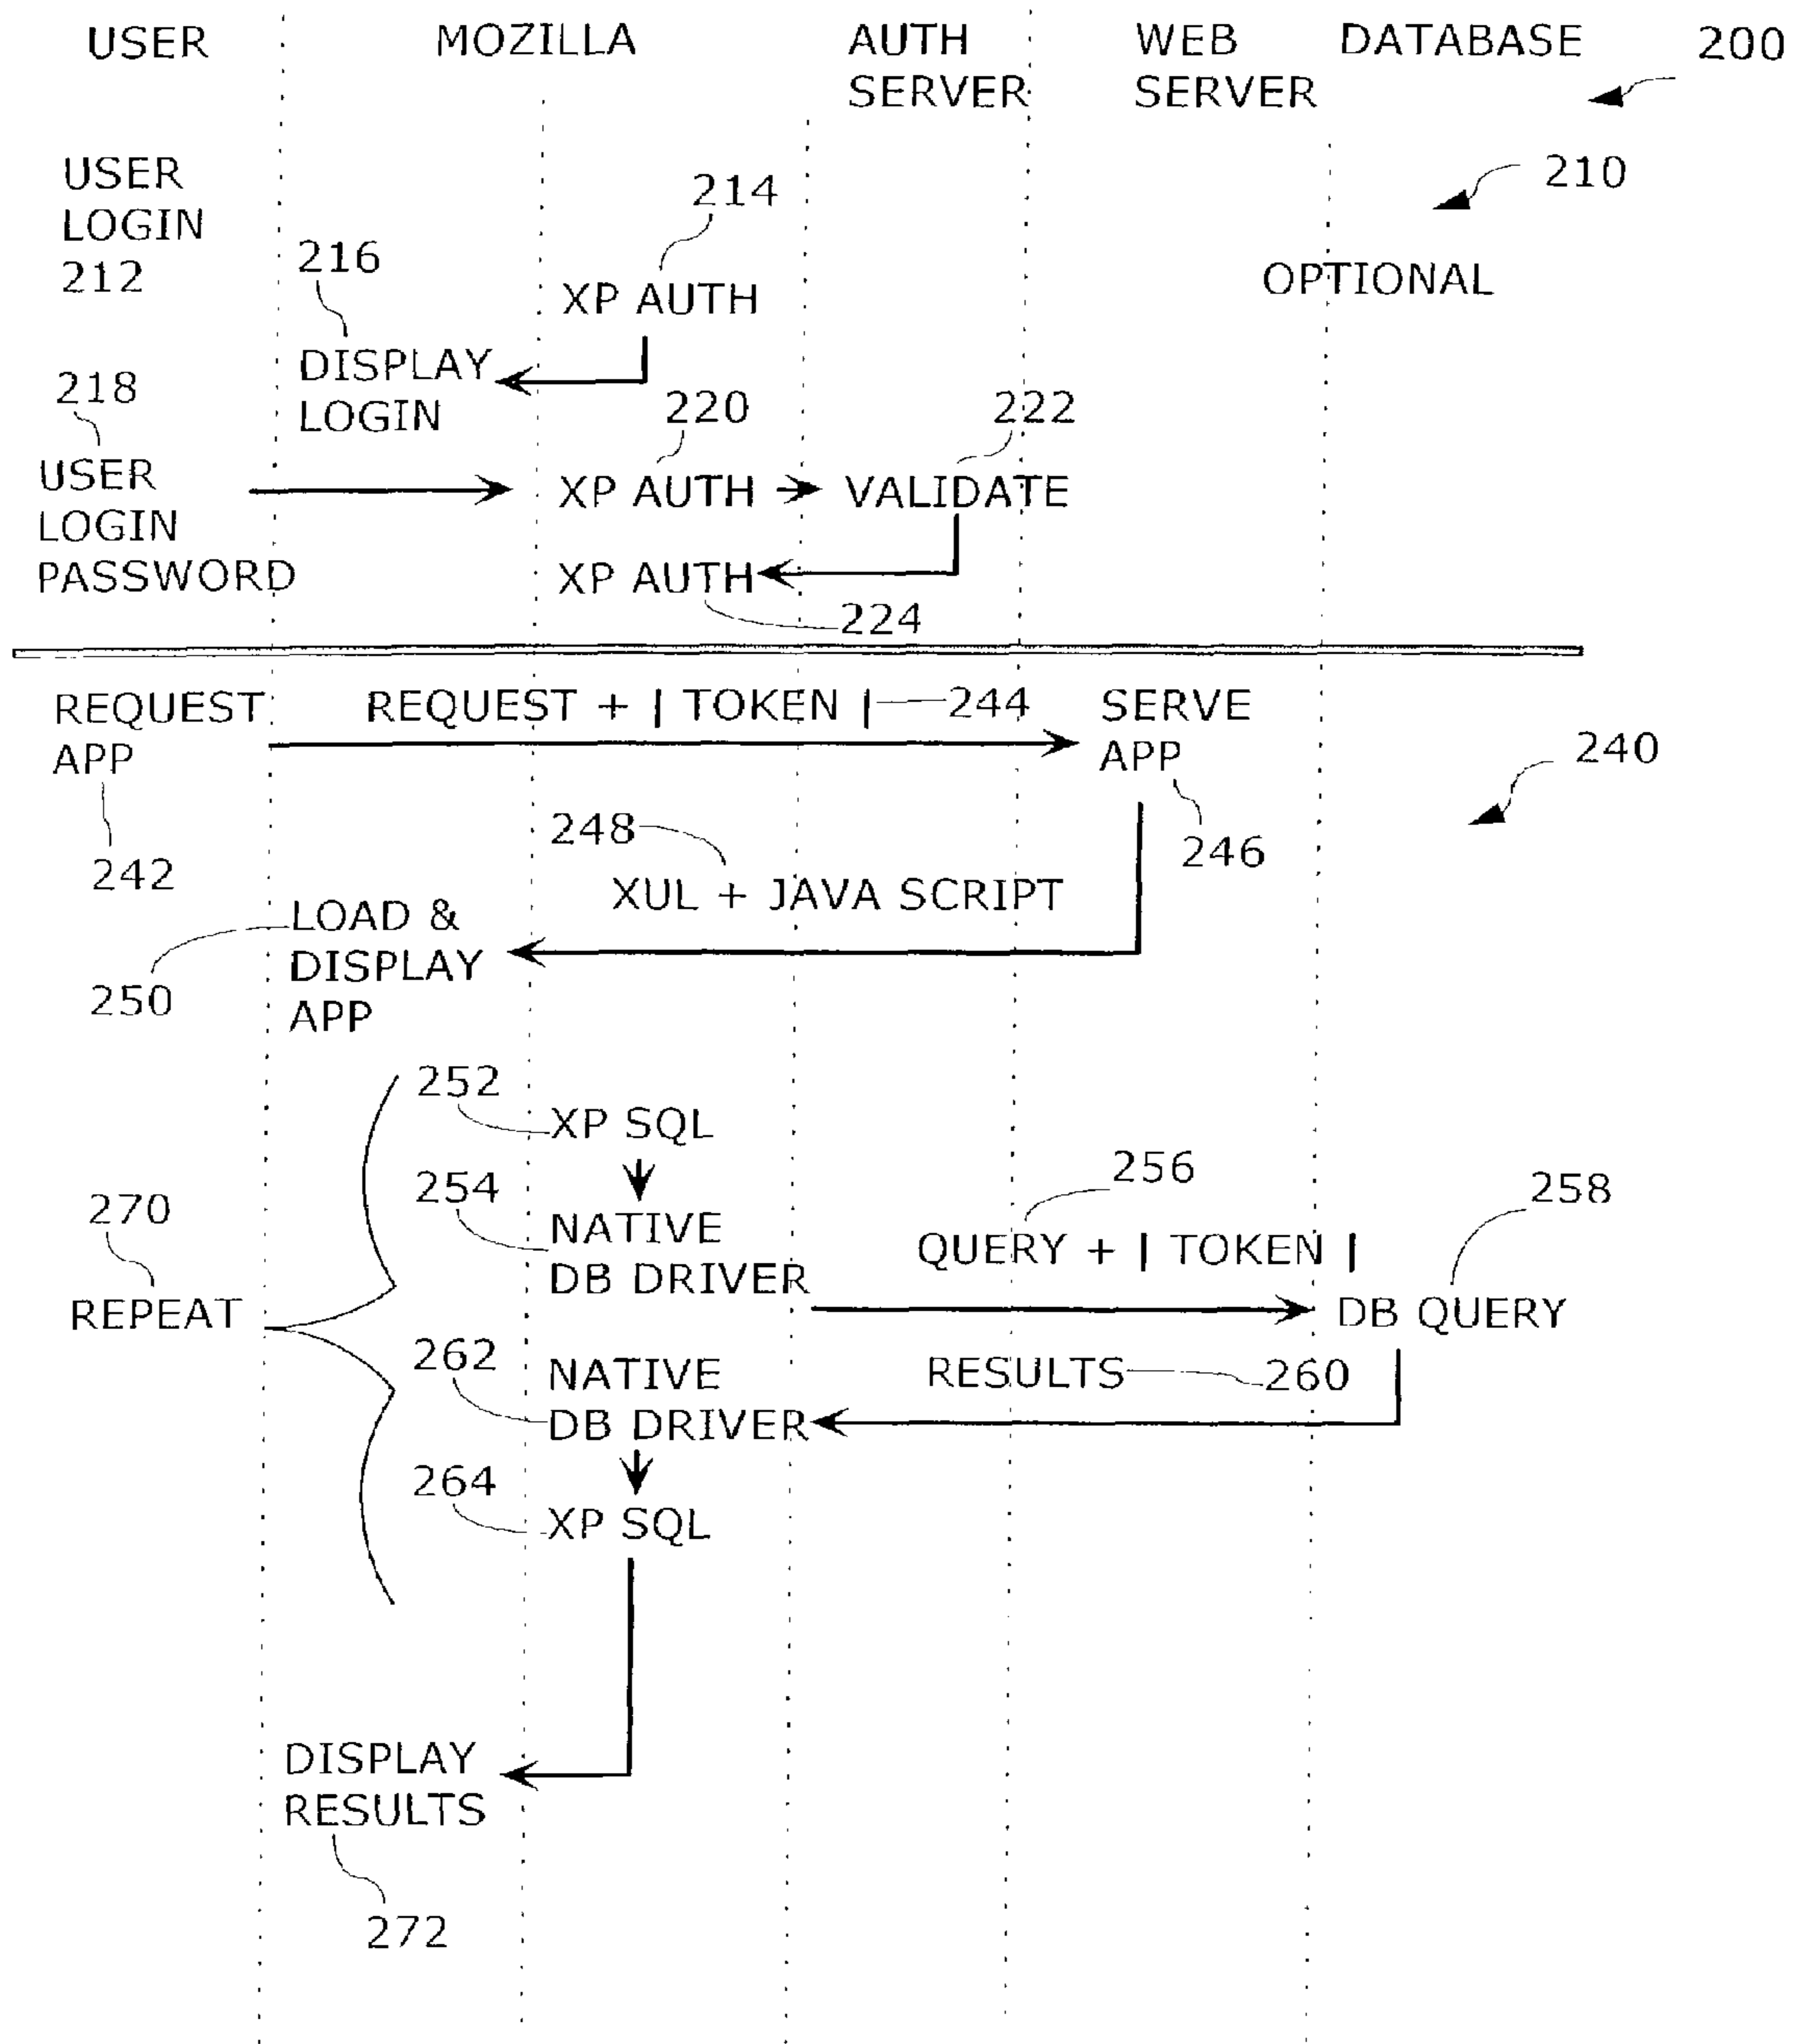 USER
MOZILLA
AUTH
SERVER
WEB
SERVER
DATABASE
200
210
USER
LOGIN
212
214
216
XP AUTH
OPTIONAL
DISPLAY
LOGIN
218
220
222
USER
LOGIN
PASSWORD
XP AUTH
VALIDATE
XP AUTH
224
REQUEST
APP
REQUEST + | TOKEN |
244
SERVE
APP
240
242
248
246
XUL + JAVA SCRIPT
LOAD &
DISPLAY
APP
250
252
XP SQL
254
NATIVE
DB DRIVER
256
QUERY + | TOKEN |
258
DB QUERY
270
REPEAT
262
NATIVE
DB DRIVER
RESULTS
260
264
XP SQL
DISPLAY
RESULTS
272